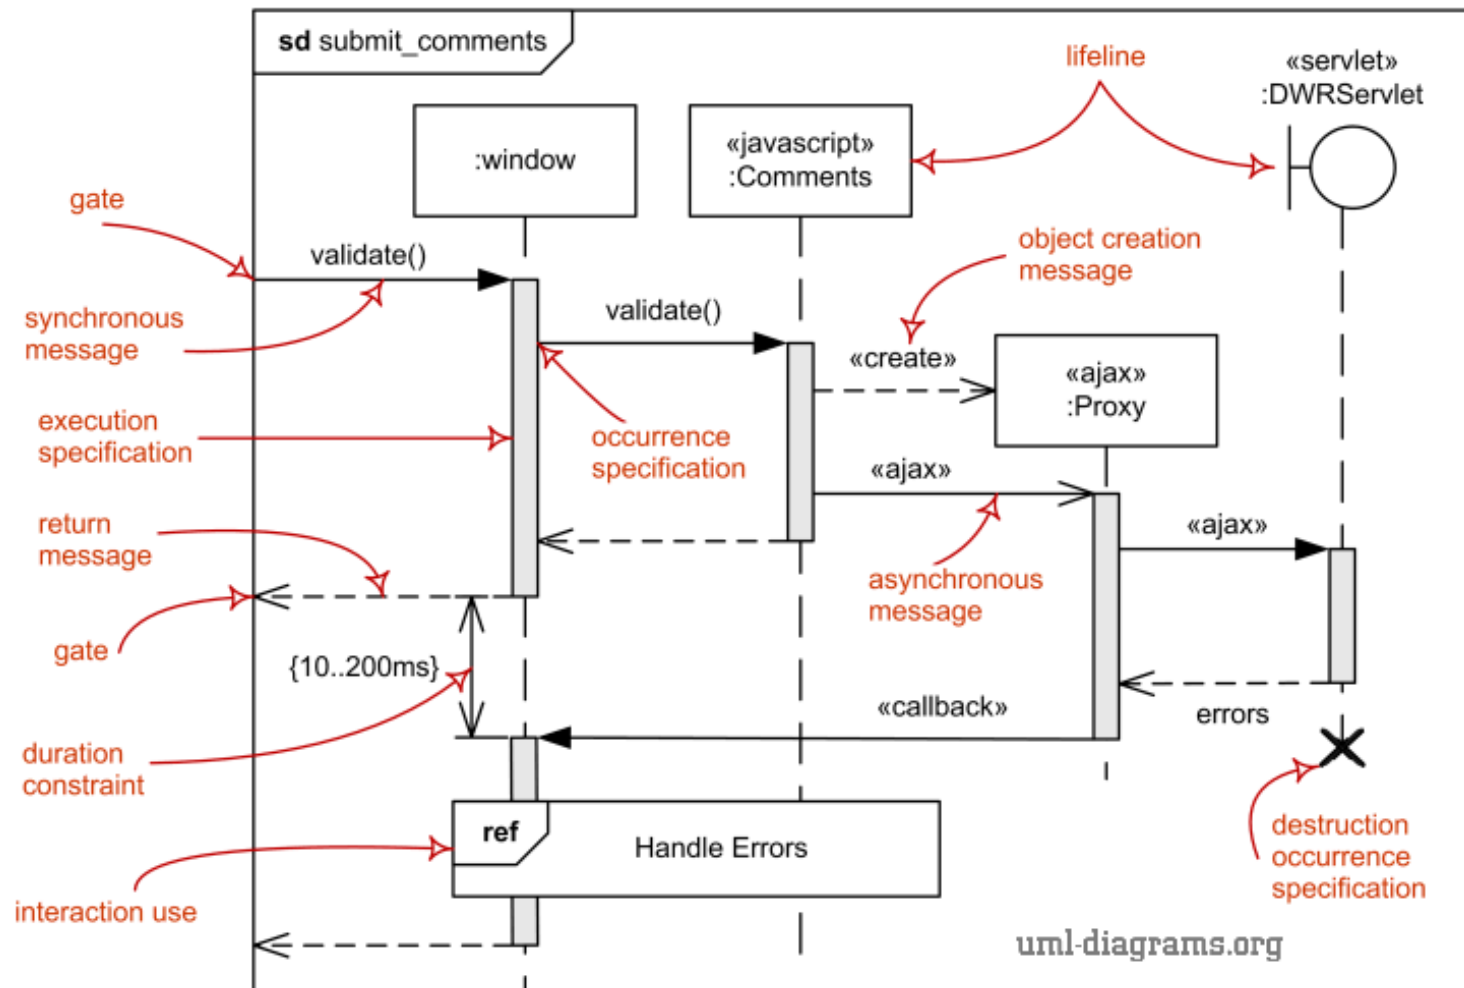 sd submit_comments
lifeline
«servlet»
:DWRServlet
:window
«javascript»
:Comments
gate
validate()
object creation
message
synchronous
message
validate()
«create»
«ajax»
:Proxy
execution
specification
occurrence
specification
«ajax»
return
message
«ajax»
asynchronous
message
gate
{10..200ms}
«callback»
errors
duration
constraint
ref
Handle Errors
destruction
occurrence
specification
interaction use
uml-diagrams.org